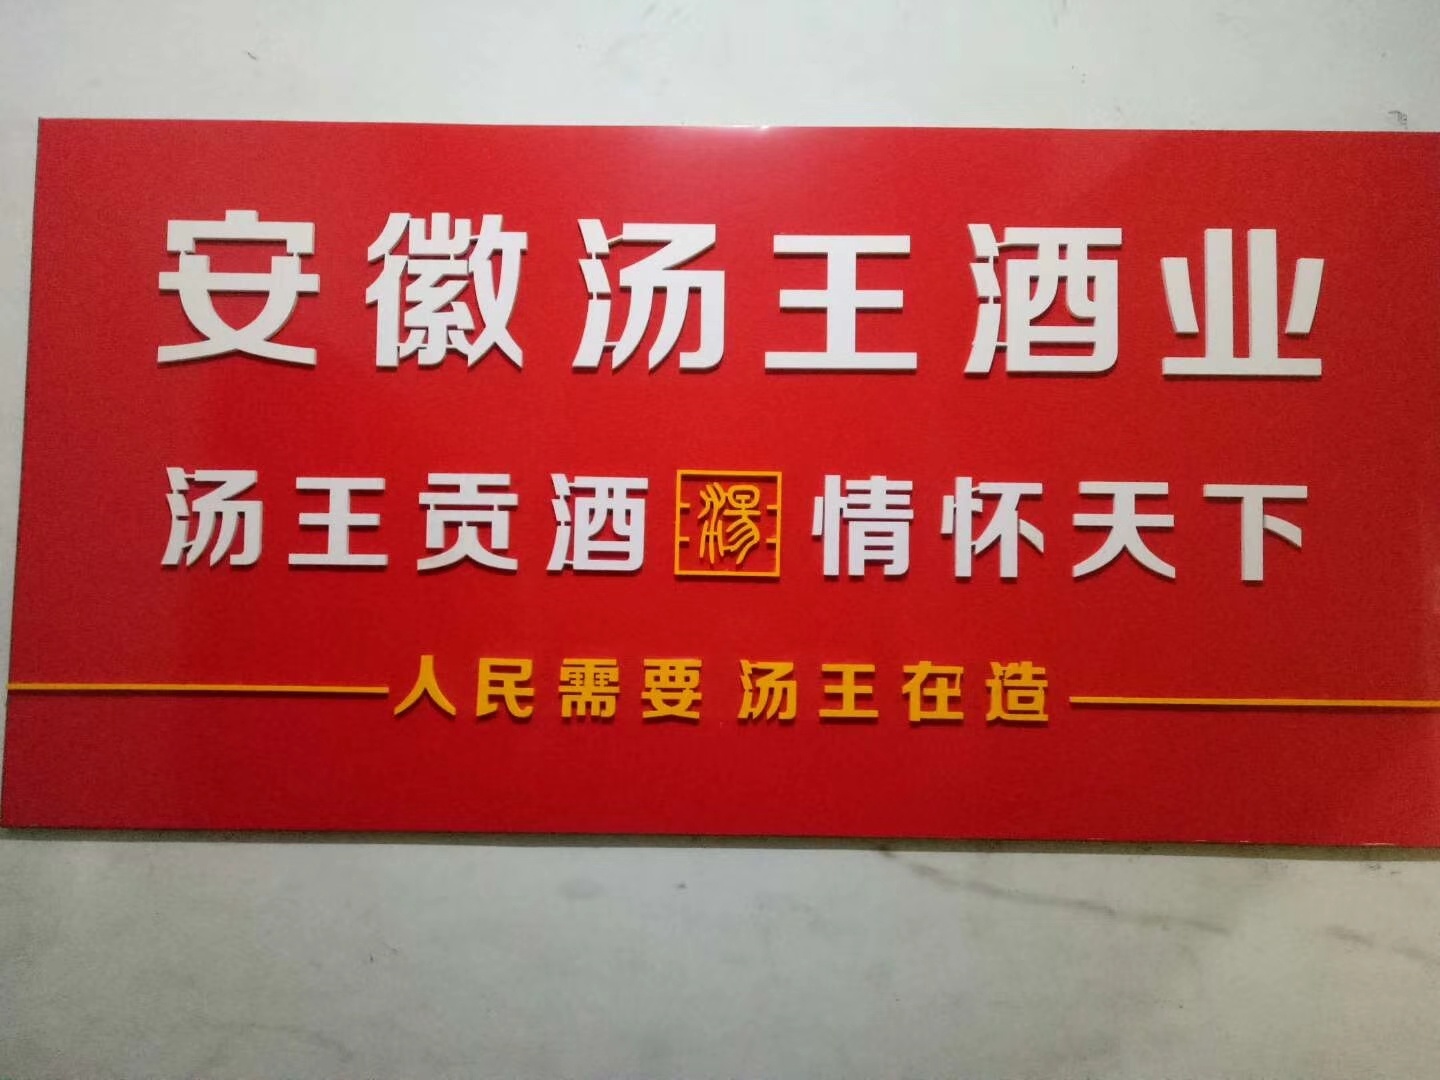 安徽汤王酒业
汤王贡酒 湯 情怀天下
人民需要 汤王在造